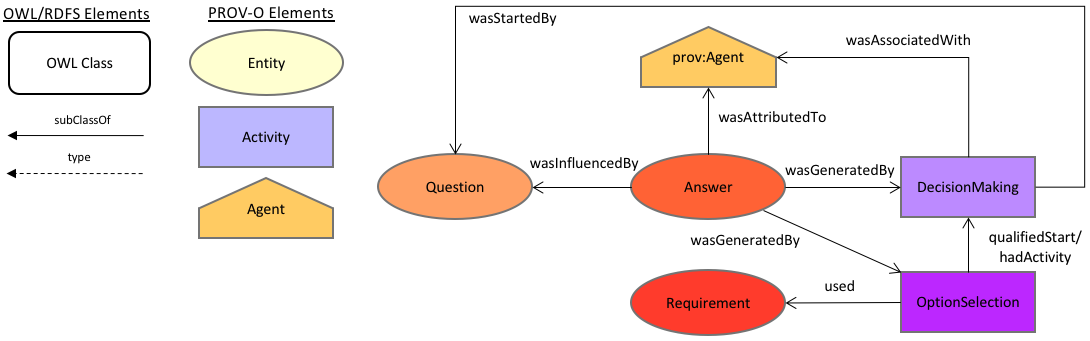 OWL/RDFS Elements
PROV-O Elements
OWL Class
Entity
subClassOf
Activity
type
Agent
wasStartedBy
wasAssociatedWith
prov:Agent
wasAttributedTo
wasInfluencedBy
wasGeneratedBy
Question
Answer
DecisionMaking
wasGeneratedBy
qualifiedStart/
hadActivity
used
Requirement
OptionSelection